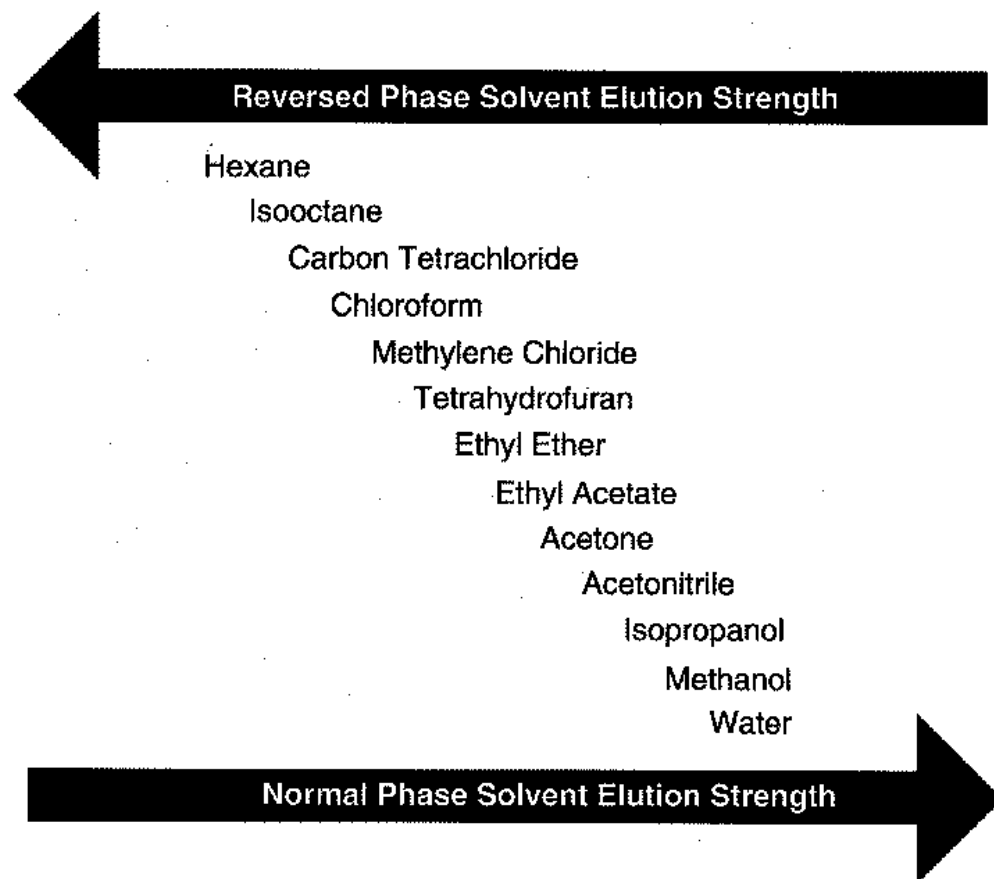 Reversed Phase Solvent Elution Strength
Hexane
Isooctane
Carbon Tetrachloride
Chloroform
Methylene Chloride
Tetrahydrofuran
Ethyl Ether
Ethyl Acetate
Acetone
Acetonitrile
Isopropanol
Methanol
Water
Normal Phase Solvent Elution Strength